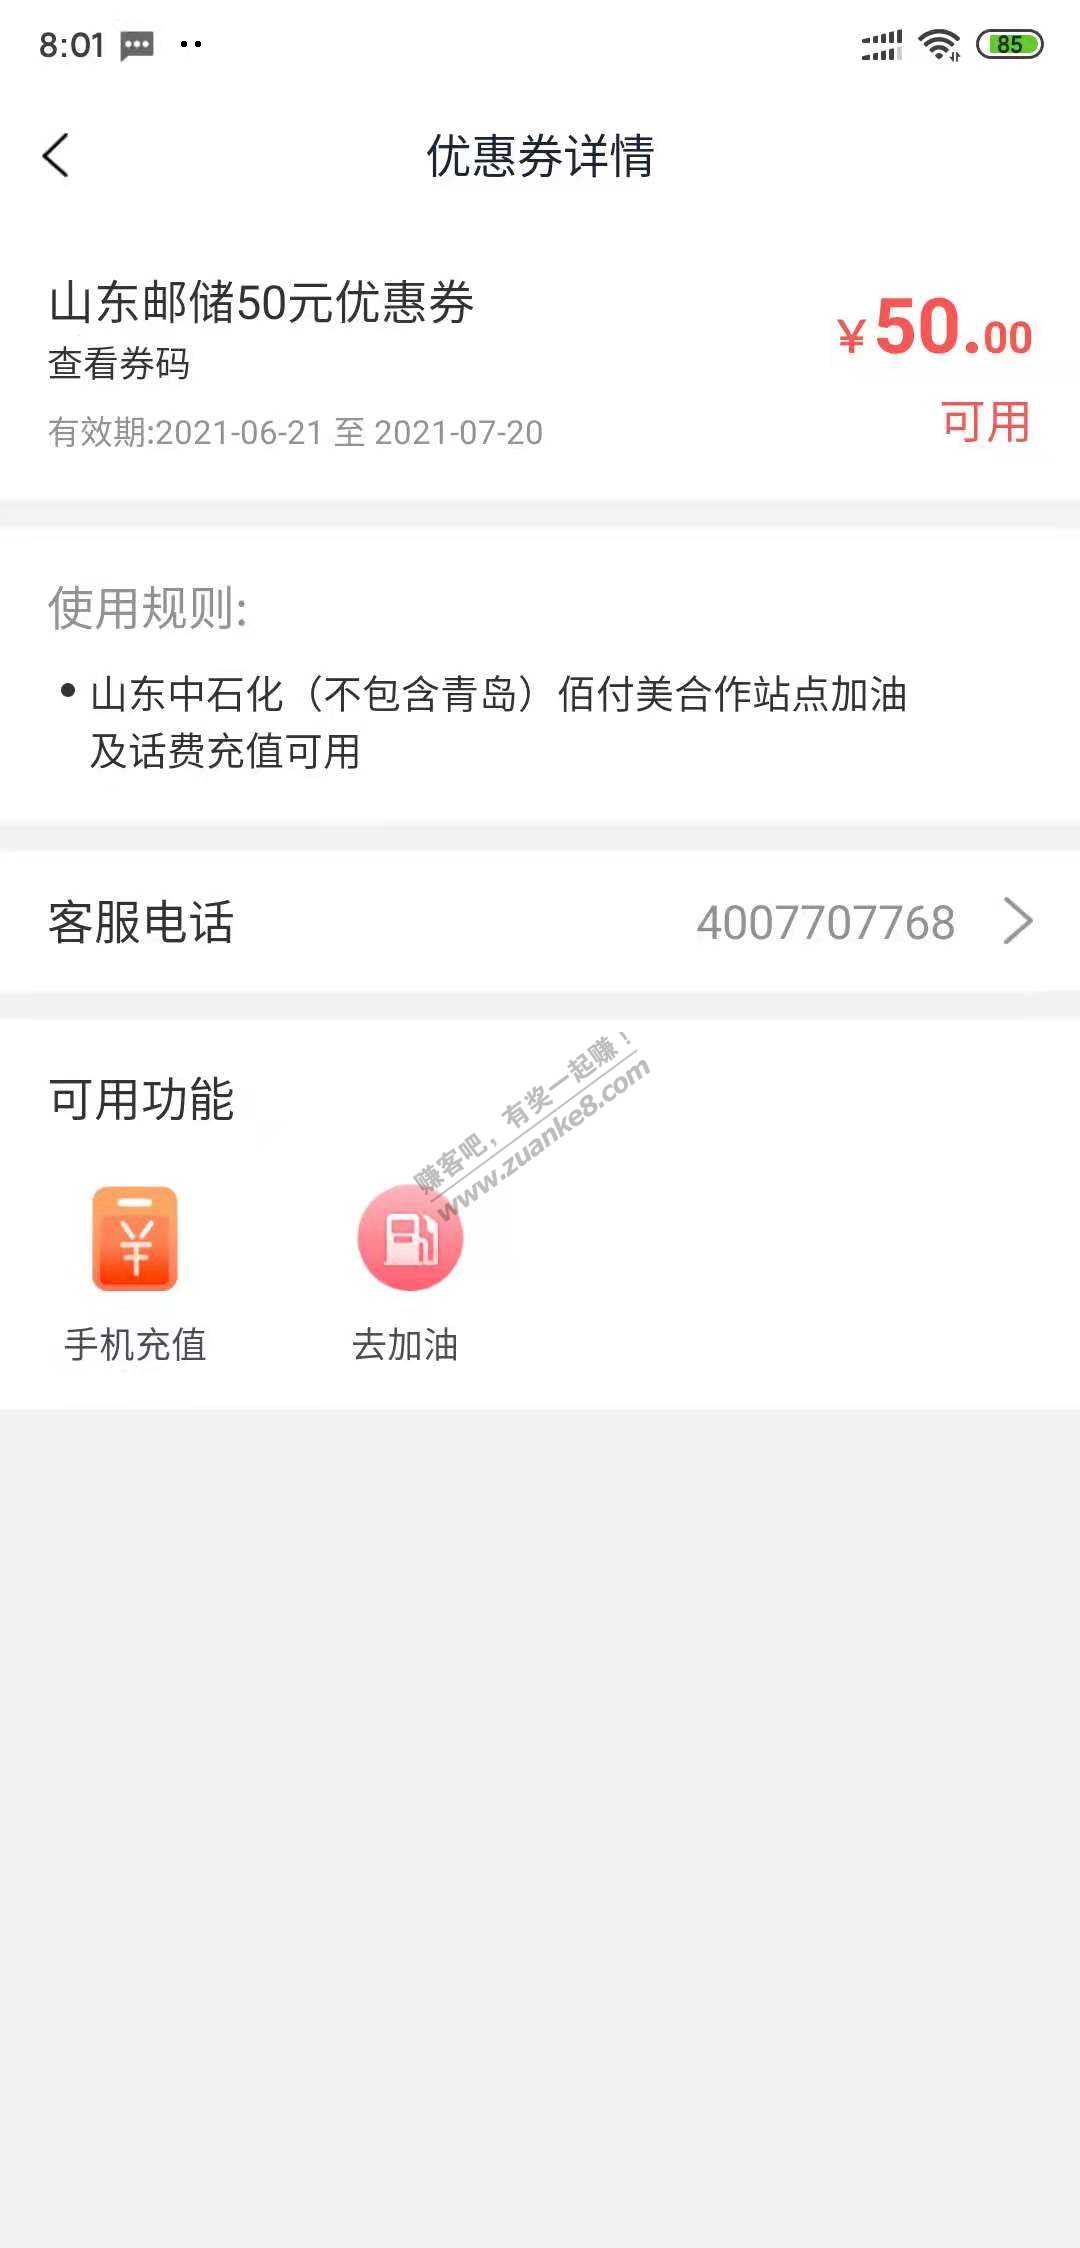 8:01
85
优惠券详情
山东邮储50元优惠券
¥50.00
查看券码
可用
有效期:2021-06-21 至 2021-07-20
使用规则:
山东中石化（不包含青岛）佰付美合作站点加油
及话费充值可用
客服电话
4007707768
可用功能
赚客吧，有奖一起赚！
www.zuanke8.com
手机充值
去加油